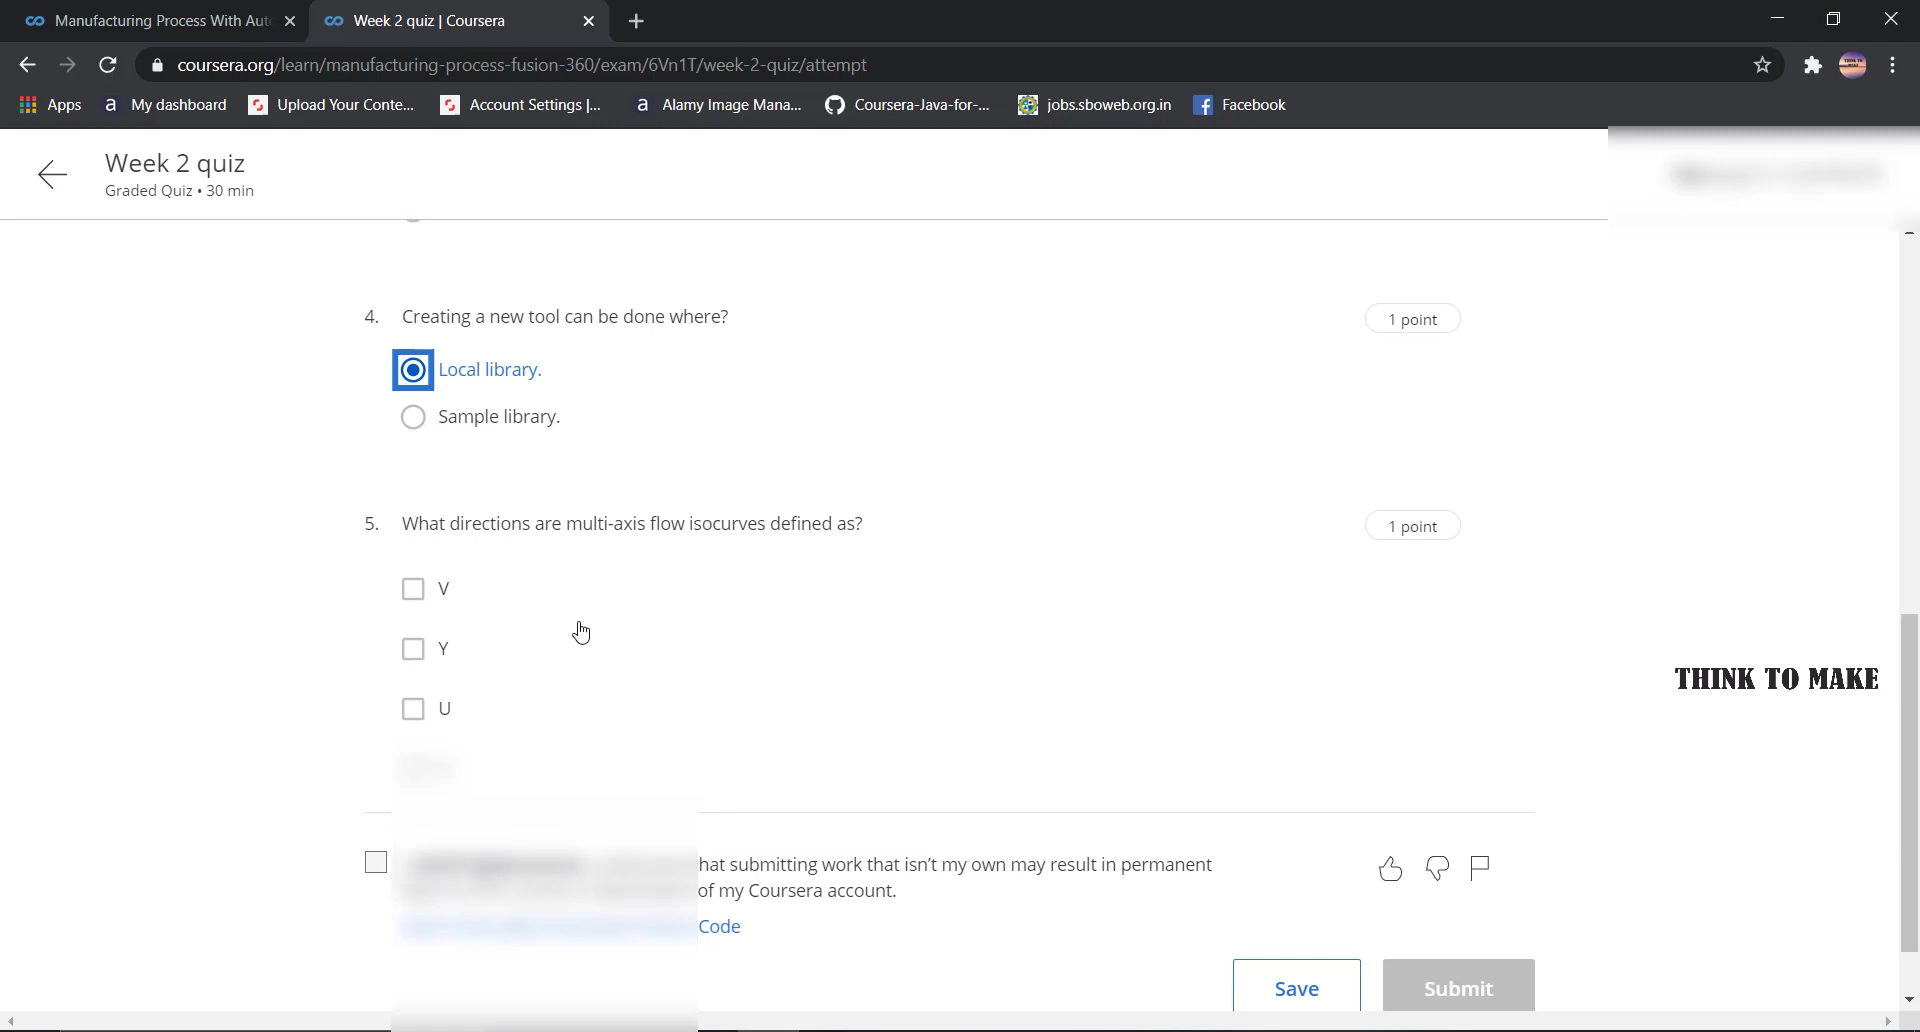 Manufacturing Process With Aut
Week 2 quiz | Coursera
coursera.org/learn/manufacturing-process-fusion-360/exam/6Vn1T/week-2-quiz/attempt
Apps
a My dashboard
Upload Your Conte...
Account Settings |...
a Alamy Image Mana...
Coursera-Java-for-...
jobs.sboweb.org.in
Facebook
Week 2 quiz
Graded Quiz • 30 min
4. Creating a new tool can be done where?
1 point
Local library.
Sample library.
5. What directions are multi-axis flow isocurves defined as?
1 point
V
Y
U
THINK TO MAKE
hat submitting work that isn't my own may result in permanent
of my Coursera account.
Code
Save
Submit